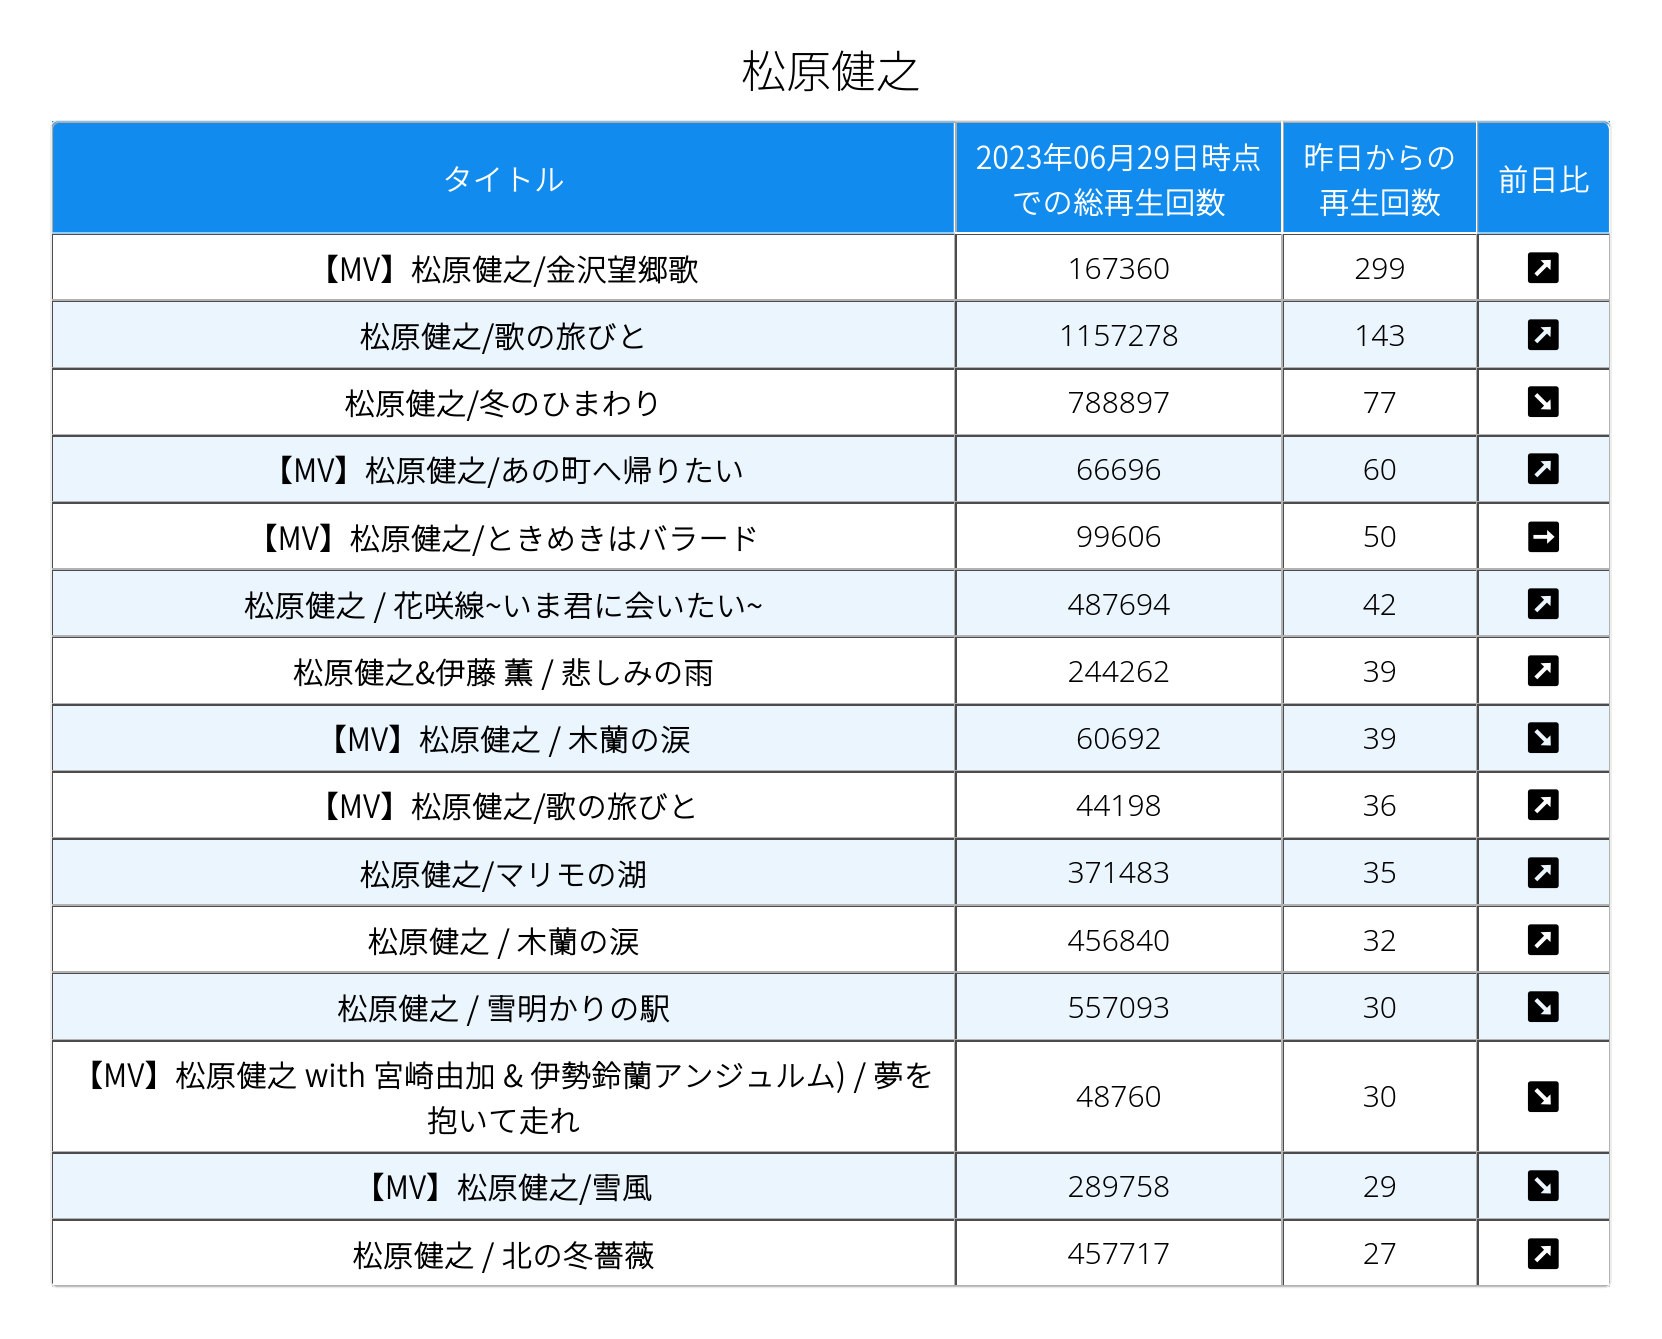 松原健之
タイトル
2023年06月29日時点
での総再生回数
昨日からの
再生回数
前日比
【MV】松原健之/金沢望郷歌 167360 299
松原健之/歌の旅びと 1157278 143
松原健之/冬のひまわり 788897 77
【MV】松原健之/あの町へ帰りたい 66696 60
【MV】松原健之/ときめきはバラード 99606 50
松原健之 / 花咲線~いま君に会いたい~ 487694 42
松原健之&伊藤 薫 / 悲しみの雨 244262 39
【MV】松原健之 / 木蘭の涙 60692 39
【MV】松原健之/歌の旅びと 44198 36
松原健之/マリモの湖 371483 35
松原健之 / 木蘭の涙 456840 32
松原健之 / 雪明かりの駅 557093 30
【MV】松原健之 with 宮崎由加 & 伊勢鈴蘭アンジュルム) / 夢を
抱いて走れ 48760 30
【MV】松原健之/雪風 289758 29
松原健之 / 北の冬薔薇 457717 27